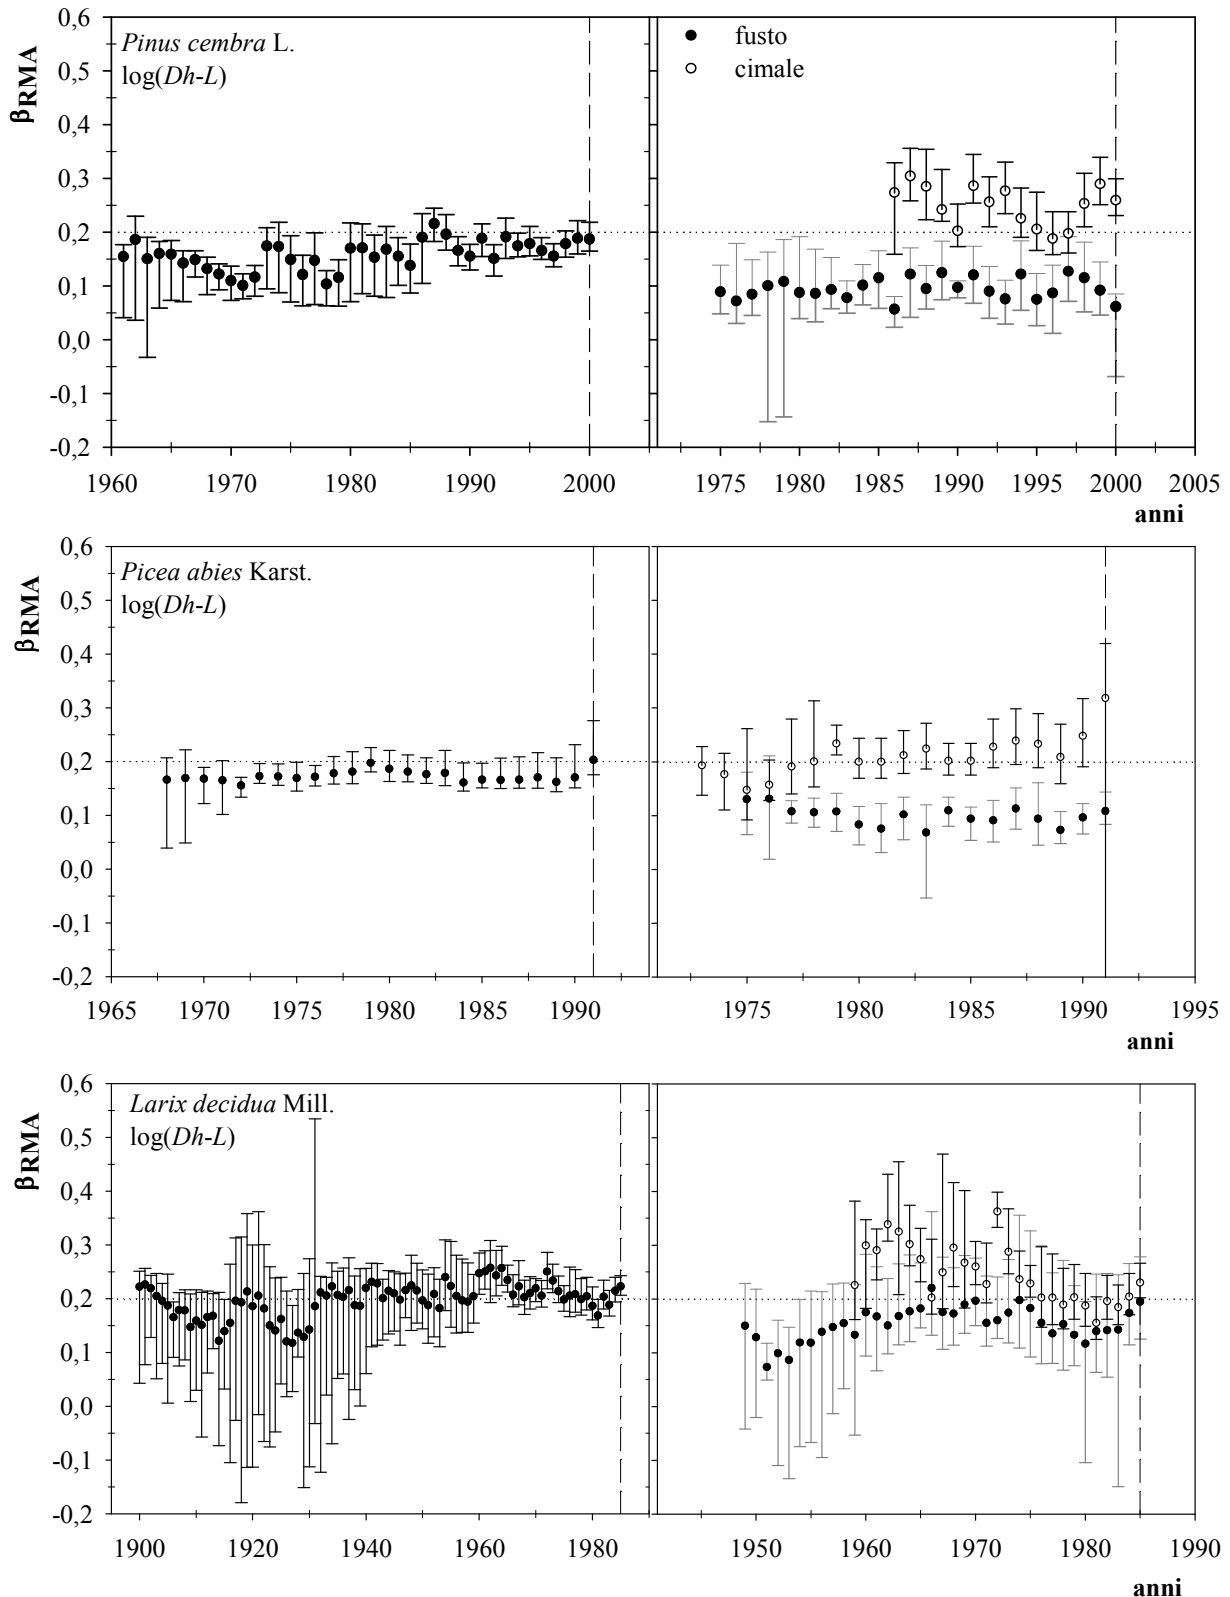 Pinus cembra L.
log(Dh-L)
βRMA
0,6
0,5
0,4
0,3
0,2
0,1
0,0
-0,1
-0,2
1960 1970 1980 1990 2000
fusto
cimale
1975 1980 1985 1990 1995 2000 2005
anni
Picea abies Karst.
log(Dh-L)
βRMA
0,6
0,5
0,4
0,3
0,2
0,1
0,0
-0,1
-0,2
1965 1970 1975 1980 1985 1990
1975 1980 1985 1990 1995
anni
Larix decidua Mill.
log(Dh-L)
βRMA
0,6
0,5
0,4
0,3
0,2
0,1
0,0
-0,1
-0,2
1900 1920 1940 1960 1980
1950 1960 1970 1980 1990
anni